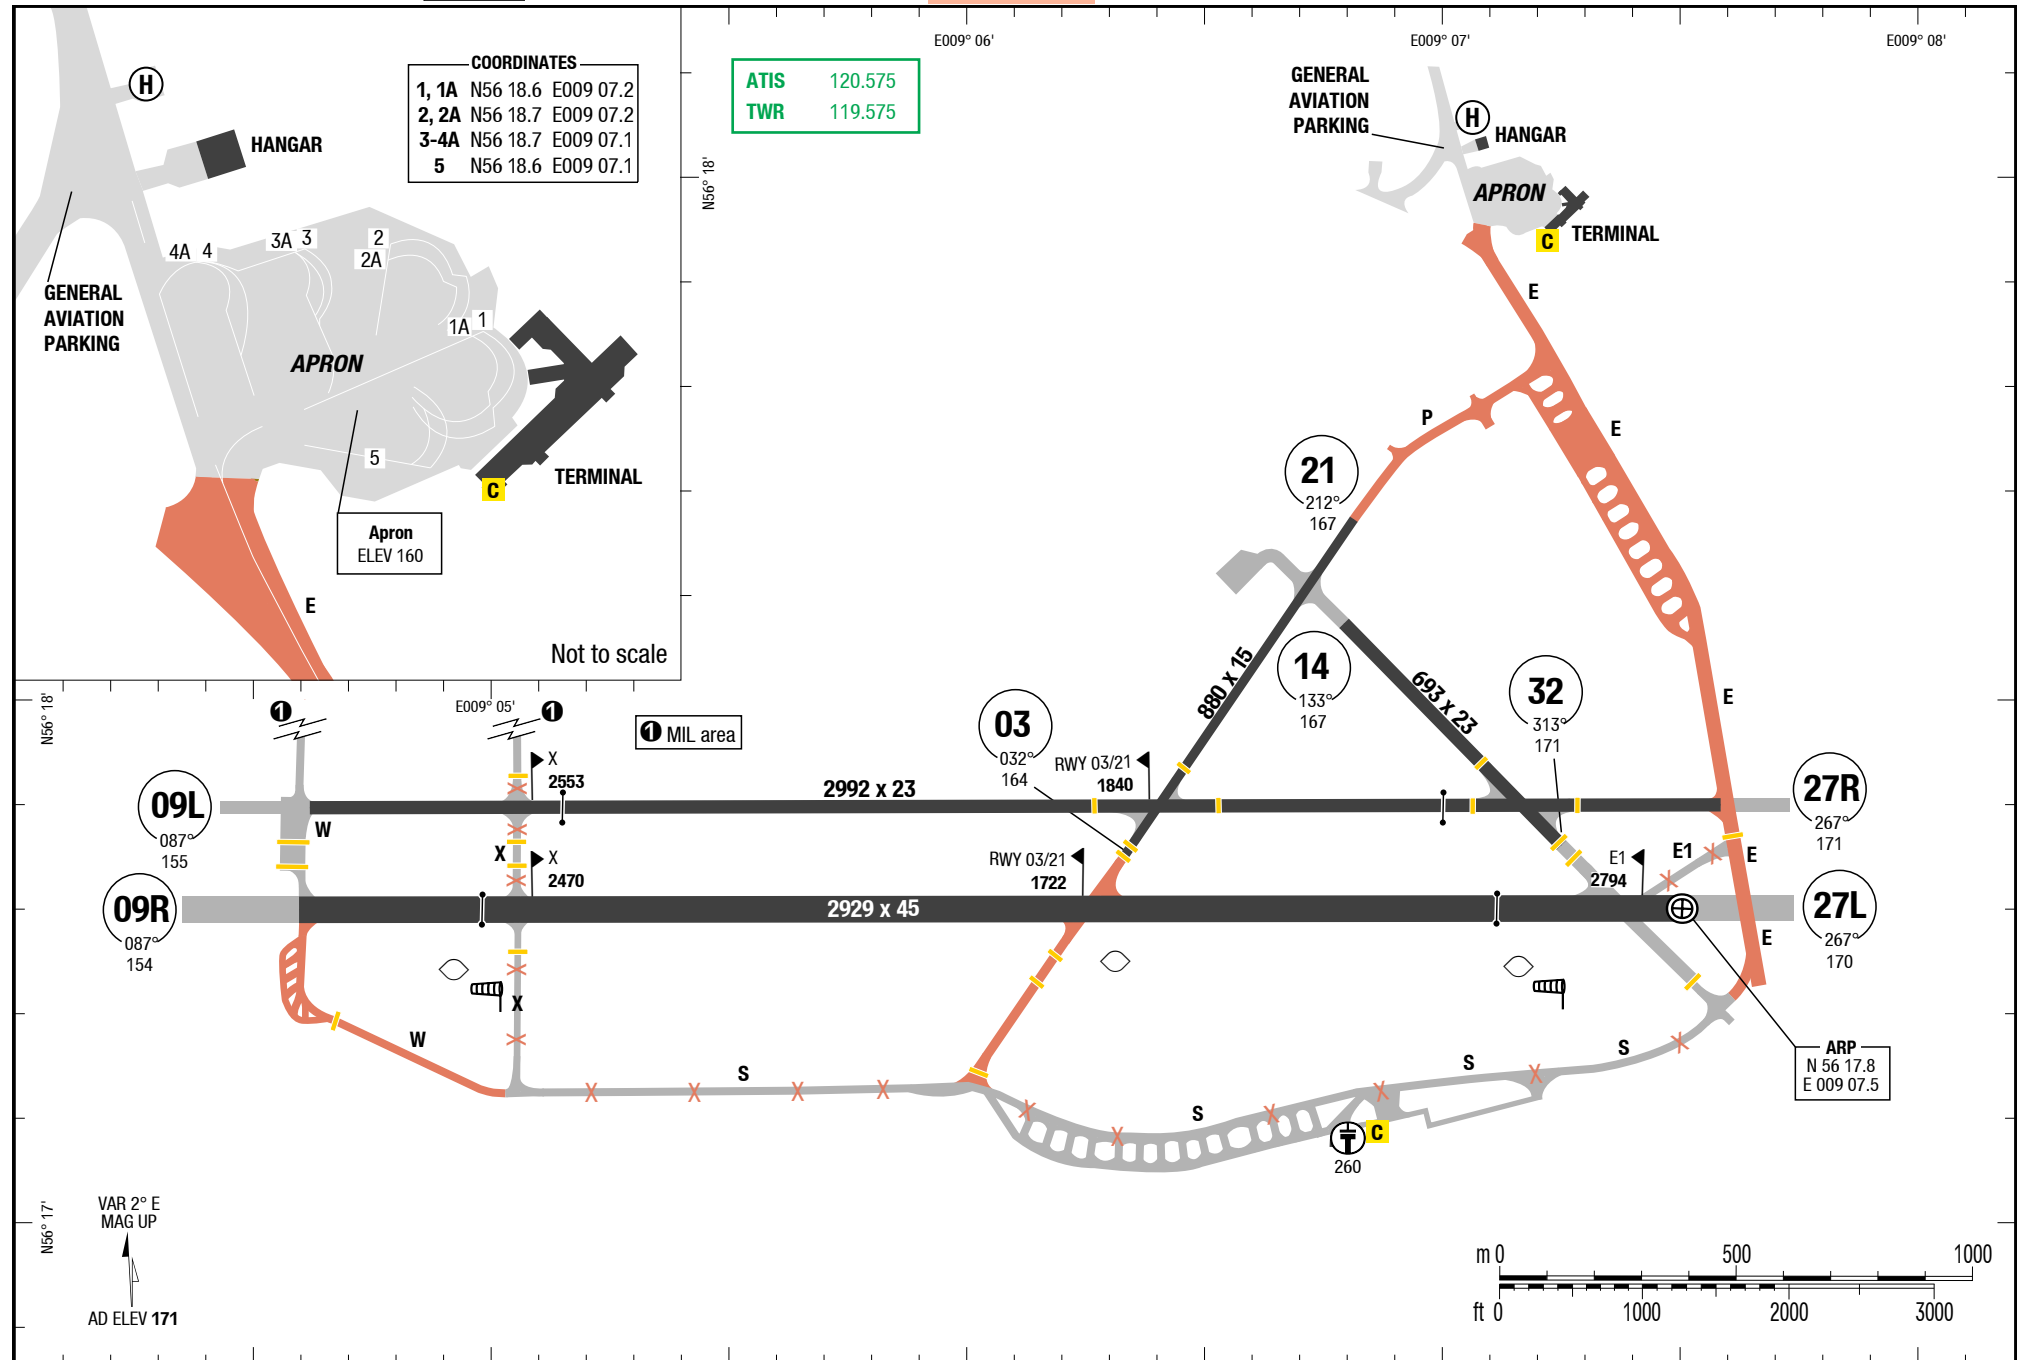 E009° 06'
E009° 07'
E009° 08'
COORDINATES
1, 1A N56 18.6 E009 07.2
2, 2A N56 18.7 E009 07.2
3-4A N56 18.7 E009 07.1
5 N56 18.6 E009 07.1
H
HANGAR
4A 4
3A 3
2
2A
1A 1
5
GENERAL
AVIATION
PARKING
APRON
TERMINAL
C
Apron
ELEV 160
E
Not to scale
ATIS 120.575
TWR 119.575
N56° 18'
GENERAL
AVIATION
PARKING
H
HANGAR
APRON
TERMINAL
C
E
P
E
21
212°
167
14
133°
167
880 x 15
693 x 23
32
313°
171
E
03
032°
164
N56° 18'
1
E009° 05'
1
1 MIL area
X
2553
RWY 03/21
1840
2992 x 23
09L
087°
155
27R
267°
171
W
X
X
2470
RWY 03/21
1722
E1
2794
E1
E
09R
087°
154
2929 x 45
27L
267°
170
E
X
W
S
S
S
S
C
260
ARP
N 56 17.8
E 009 07.5
N56° 17'
VAR 2° E
MAG UP
AD ELEV 171
m 0 500 1000
ft 0 1000 2000 3000